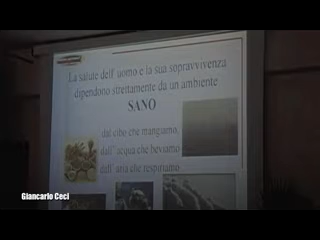 La salute dell' uomo e la sua sopravvivenza
dipendono strettamente da un ambiente
SANO
dal cibo che mangiamo,
dall' acqua che beviamo
dall' aria che respiriamo
Giancarlo Ceci